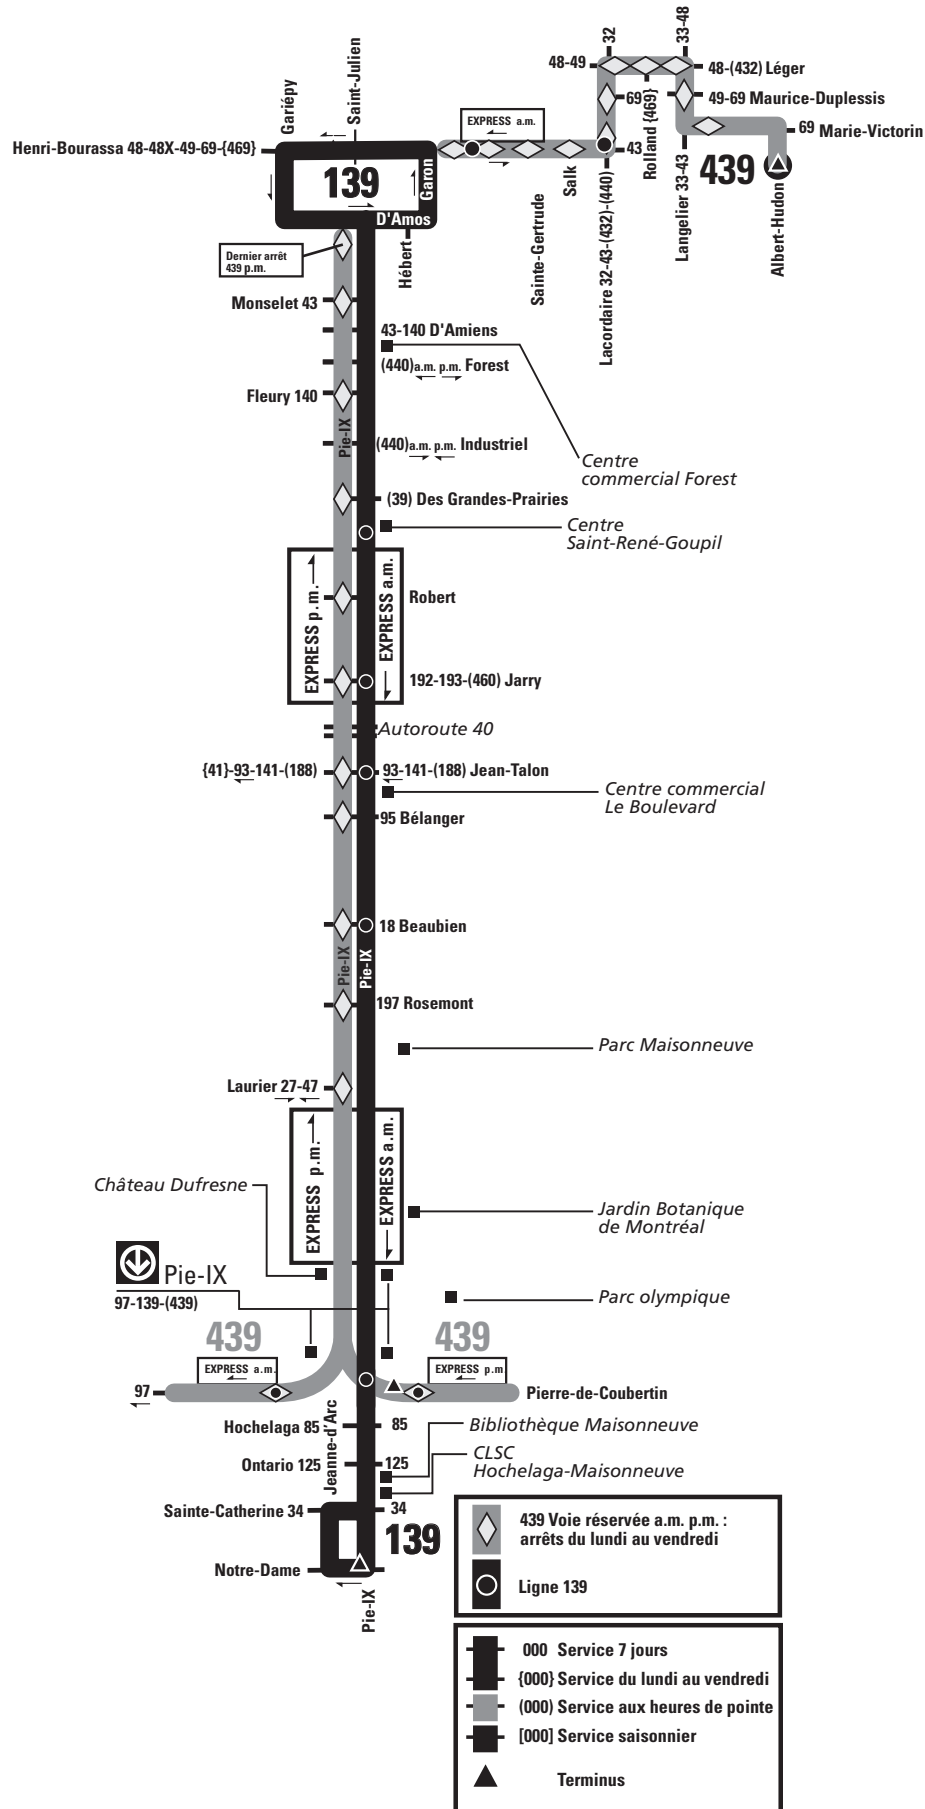 32
33-48
48-49
48-(432) Léger
69
Rolland {469}
49-69 Maurice-Duplessis
69 Marie-Victorin
43
439
Gariépy
Saint-Julien
EXPRESS a.m.
Henri-Bourassa 48-48X-49-69-{469}
139
Garon
D'Amos
Hébert
Sainte-Gertrude
Salk
Lacordaire 32-43-(432)-(440)
Langelier 33-43
Albert-Hudon
Dernier arrêt
439 p.m.
Monselet 43
43-140 D'Amiens
(440) a.m. p.m. Forest
Fleury 140
Pie-IX
(440) a.m. p.m. Industriel
Centre
commercial Forest
(39) Des Grandes-Prairies
Centre
Saint-René-Goupil
EXPRESS p.m.
EXPRESS a.m.
Robert
192-193-(460) Jarry
Autoroute 40
{41}-93-141-(188)
93-141-(188) Jean-Talon
Centre commercial
Le Boulevard
95 Bélanger
18 Beaubien
Pie-IX
Pie-IX
197 Rosemont
Parc Maisonneuve
Laurier 27-47
EXPRESS p.m.
EXPRESS a.m.
Château Dufresne
Jardin Botanique
de Montréal
Pie-IX
97-139-(439)
Parc olympique
439
439
EXPRESS a.m.
EXPRESS p.m
97
Pierre-de-Coubertin
Jeanne-d'Arc
Hochelaga 85
85
Bibliothèque Maisonneuve
Ontario 125
125
CLSC
Hochelaga-Maisonneuve
Sainte-Catherine 34
34
139
Notre-Dame
Pie-IX
439 Voie réservée a.m. p.m. :
arrêts du lundi au vendredi
Ligne 139
000 Service 7 jours
{000} Service du lundi au vendredi
(000) Service aux heures de pointe
[000] Service saisonnier
Terminus